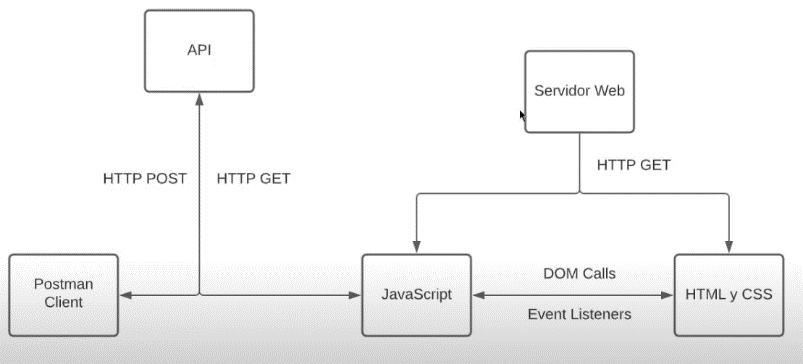 API
Servidor Web
HTTP GET
HTTP POST
HTTP GET
Postman
Client
JavaScript
DOM Calls
Event Listeners
HTML y CSS